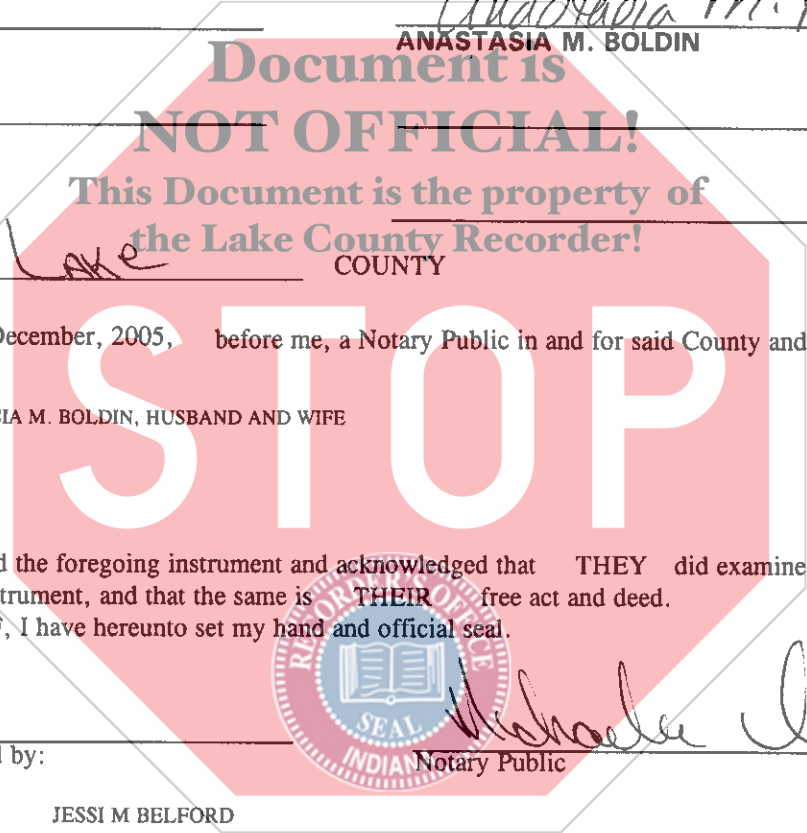 Anastasia M.
ANASTASIA M. BOLDIN
Document is
NOT OFFICIAL!
This Document is the property of
the Lake County Recorder!
LAKE COUNTY
December, 2005, before me, a Notary Public in and for said County and
SIA M. BOLDIN, HUSBAND AND WIFE
STOP
d the foregoing instrument and acknowledged that THEY did examine
trument, and that the same is THEIR free act and deed.
F, I have hereunto set my hand and official seal.
RECORDER'S OFFICE
SEAL
INDIANA
Notary Public
d by:
JESSI M BELFORD